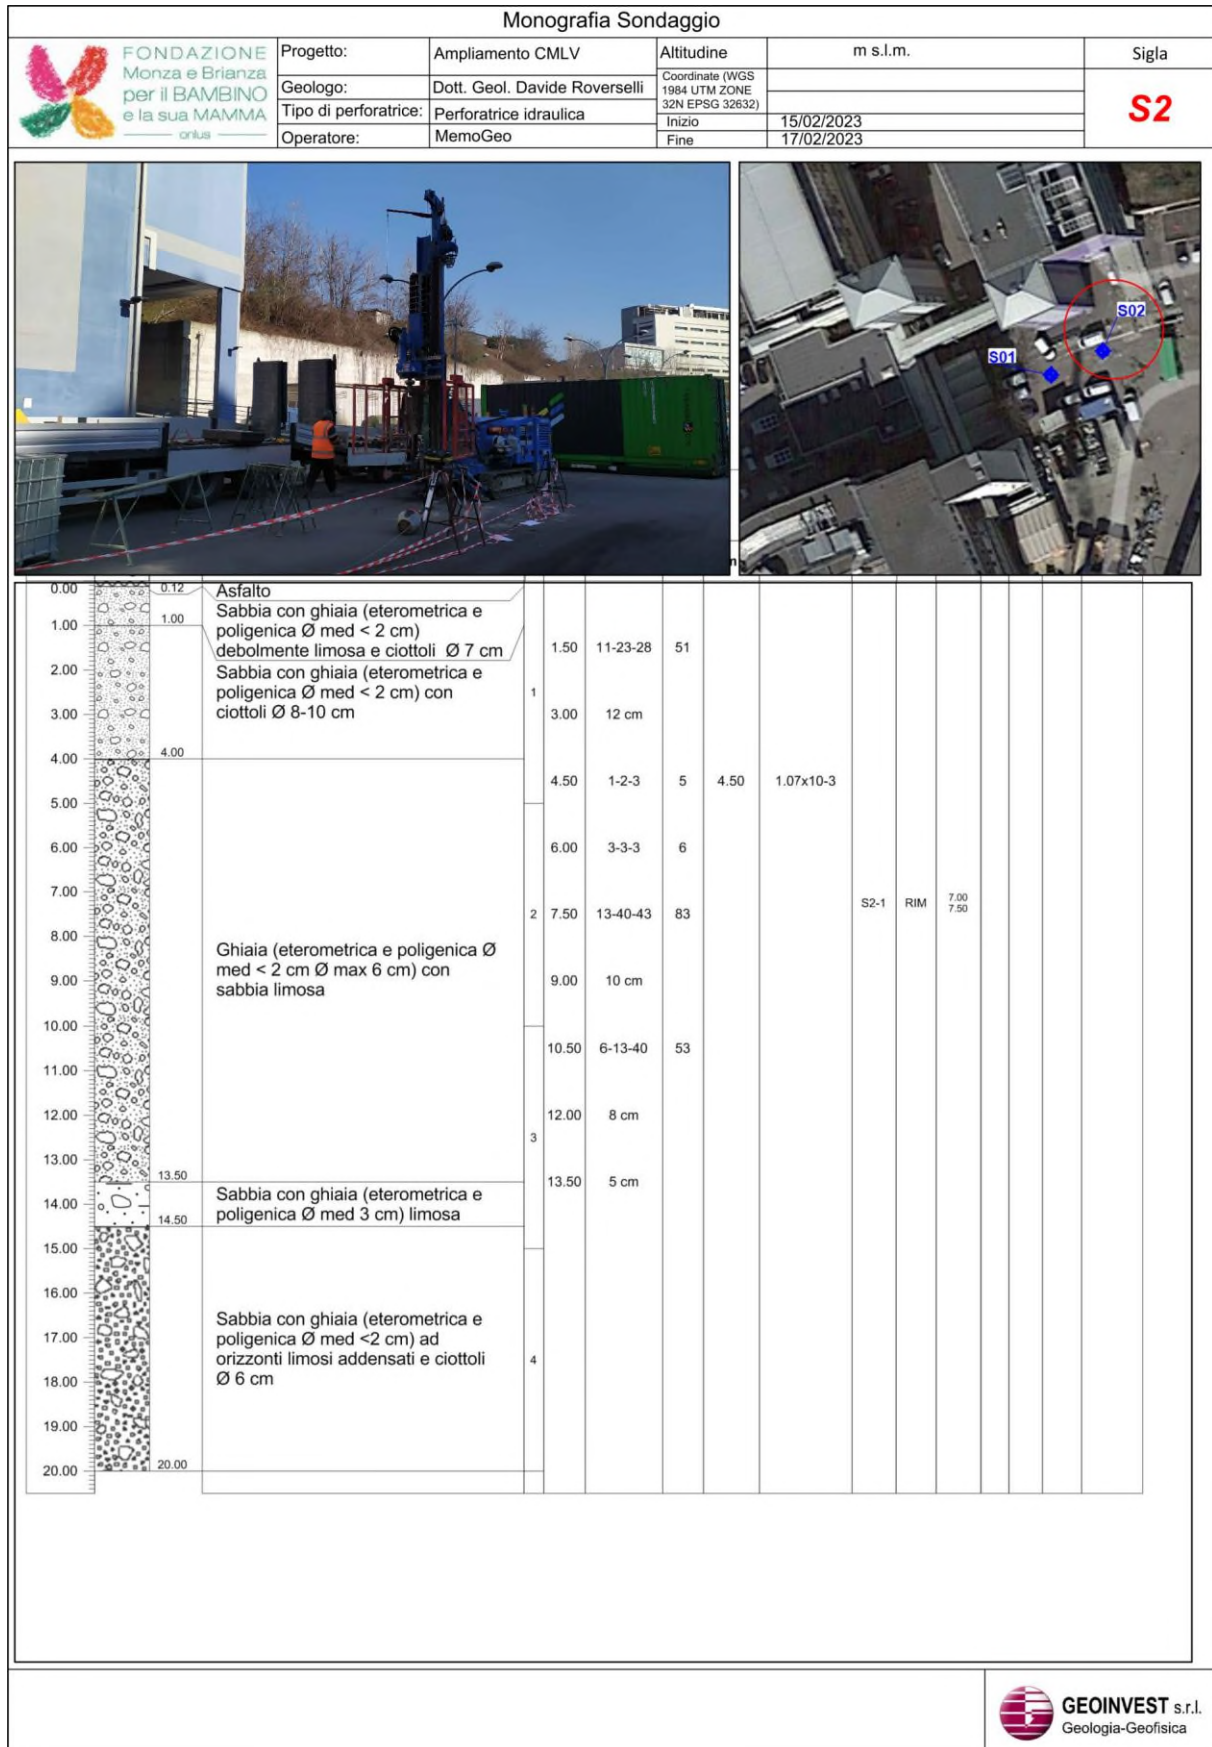 Monografia Sondaggio
FONDAZIONE
Monza e Brianza
per il BAMBINO
e la sua MAMMA
onlus
Progetto: Ampliamento CMLV Altitudine m s.l.m. Sigla
Geologo: Dott. Geol. Davide Roverselli Coordinate (WGS
1984 UTM ZONE
32N EPSG 32632)
S2
Tipo di perforatrice: Perforatrice idraulica
Inizio 15/02/2023
Operatore: MemoGeo Fine 17/02/2023
S02
S01
0.00 0.12 Asfalto
Sabbia con ghiaia (eterometrica e
1.00 1.00 poligenica Ø med < 2 cm)
debolmente limosa e ciottoli Ø 7 cm 1.50 11-23-28 51
2.00 Sabbia con ghiaia (eterometrica e
poligenica Ø med < 2 cm) con 1
3.00 ciottoli Ø 8-10 cm 3.00 12 cm
4.00 4.00
4.50 1-2-3 5 4.50 1.07x10-3
5.00
6.00 6.00 3-3-3 6
7.00 S2-1 RIM 7.00
7.50
2 7.50 13-40-43 83
8.00
Ghiaia (eterometrica e poligenica Ø
med < 2 cm Ø max 6 cm) con
9.00 9.00 10 cm
sabbia limosa
10.00
10.50 6-13-40 53
11.00
12.00 12.00 8 cm
3
13.00
13.50 13.50 5 cm
14.00 Sabbia con ghiaia (eterometrica e
14.50 poligenica Ø med 3 cm) limosa
15.00
16.00
Sabbia con ghiaia (eterometrica e
17.00 poligenica Ø med <2 cm) ad
orizzonti limosi addensati e ciottoli 4
18.00 Ø 6 cm
19.00
20.00 20.00
GEOINVEST s.r.l.
Geologia-Geofisica